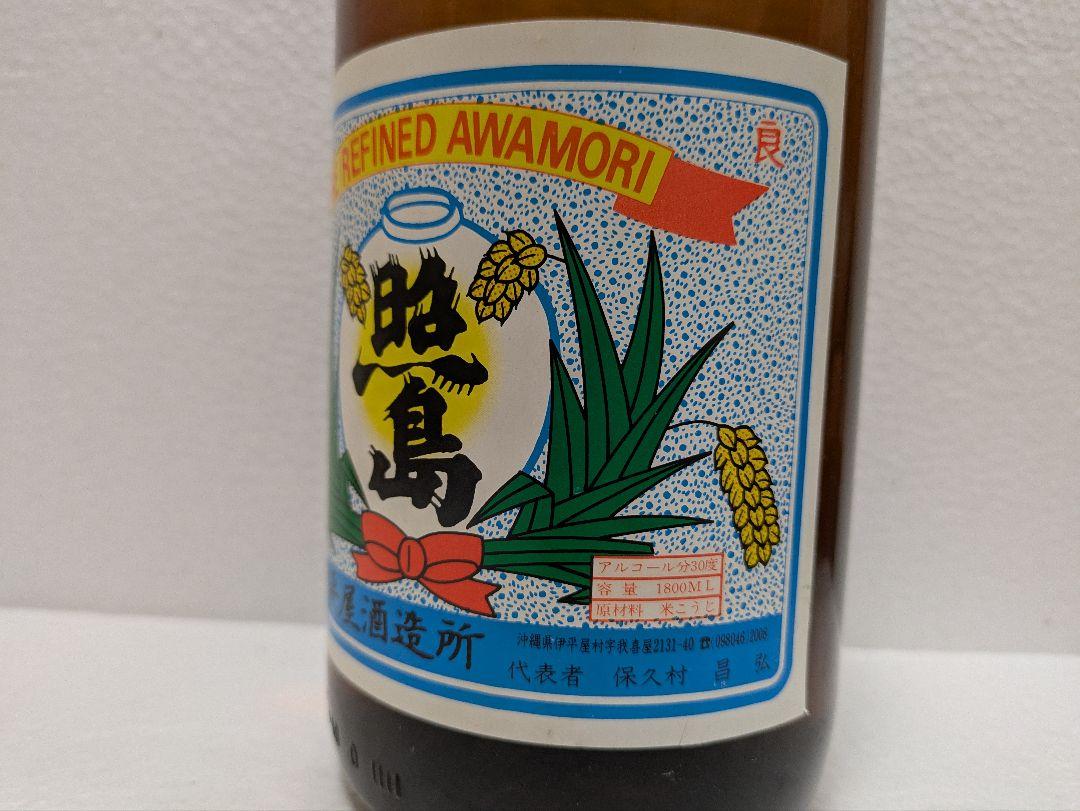 REFINED AWAMORI
良
照島
アルコール分30度
容量 1800ML
原材料 米こうじ
屋酒造所
沖縄県伊平屋村字我喜屋2131-40 ☎098046.2008
代表者 保久村 昌弘